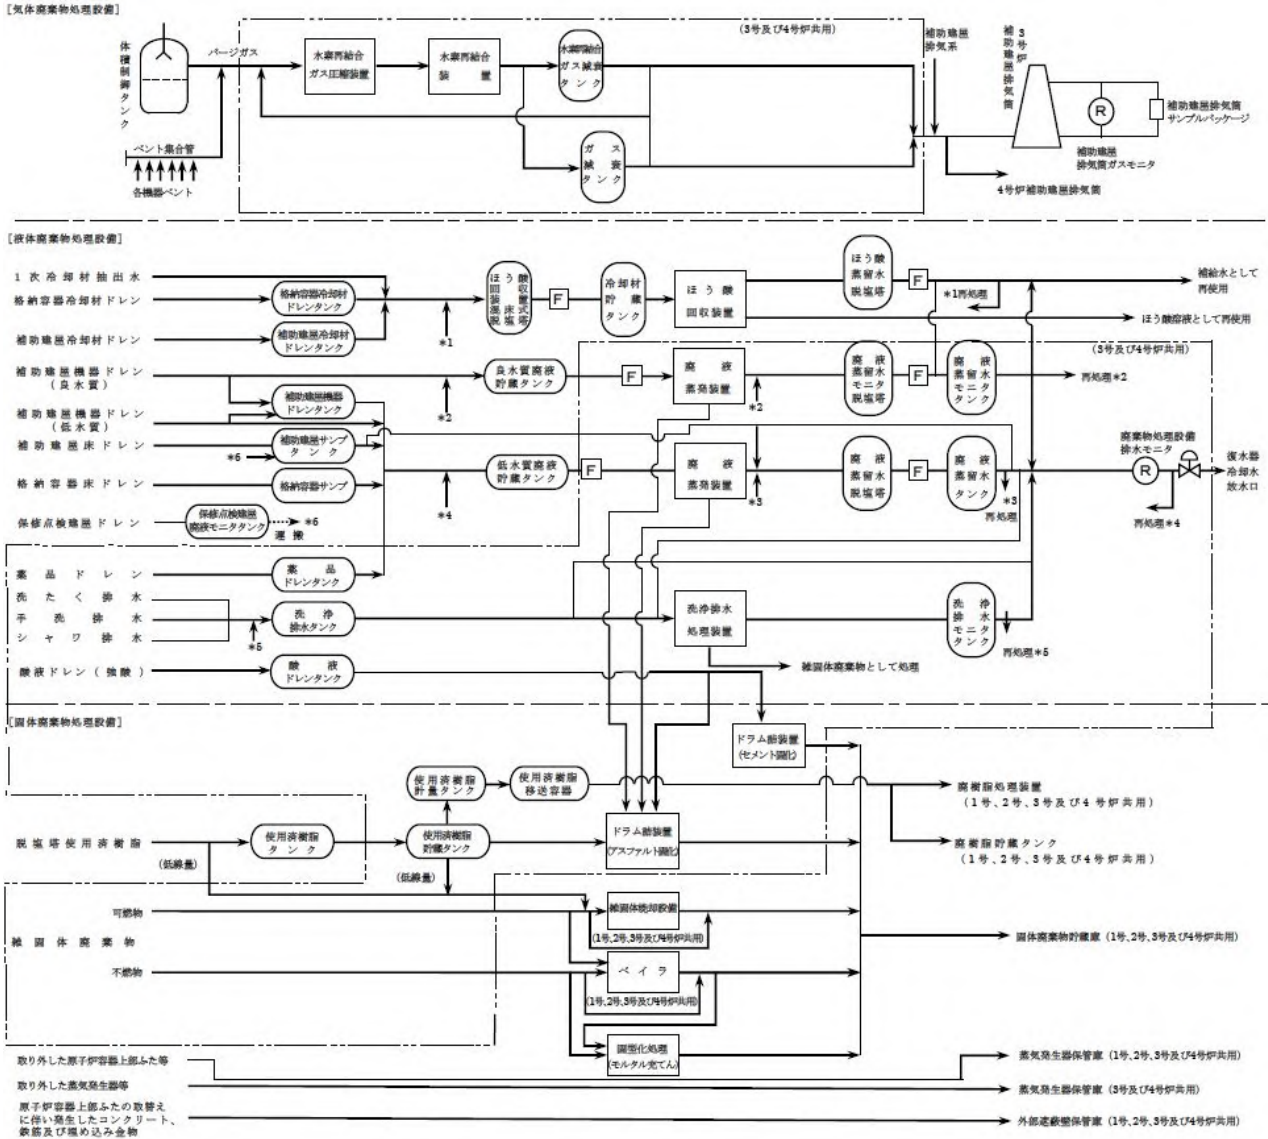 [気体廃棄物処理設備]
体積制御タンク
パージガス
水素再結合
ガス圧縮装置
水素再結合
装置
水素再結合
ガス減衰
タンク
(3号及び4号炉共用)
補助建屋
排気系
3号炉
補助建屋排気筒
R
補助建屋排気筒
サンプルパッケージ
補助建屋
排気筒ガスモニタ
ベント集合管
各機器ベント
ガス
減衰
タンク
4号炉補助建屋排気筒
[液体廃棄物処理設備]
1次冷却材抽出水
格納容器冷却材ドレン
格納容器冷却材
ドレンタンク
補助建屋冷却材ドレン
補助建屋冷却材
ドレンタンク
*1
ほう酸
回収
装置
混床式
脱塩塔
F
冷却材
貯蔵
タンク
ほう酸
回収装置
ほう酸
蒸留水
脱塩塔
F
*1再処理
補給水として
再使用
ほう酸溶液として再使用
(3号及び4号炉共用)
補助建屋機器ドレン
(良水質)
補助建屋機器
ドレンタンク
*2
良水質廃液
貯蔵タンク
F
廃液
蒸発装置
*2
廃液
蒸留水
モニタ
脱塩塔
F
廃液
蒸留水
モニタ
タンク
再処理*2
補助建屋機器ドレン
(低水質)
補助建屋床ドレン
*6
補助建屋サンプ
タンク
格納容器床ドレン
格納容器サンプ
*4
低水質廃液
貯蔵タンク
F
廃液
蒸発装置
*3
廃液
蒸留水
脱塩塔
F
廃液
蒸留水
タンク
*3
再処理
廃棄物処理設備
排水モニタ
R
再処理*4
復水器
冷却水
放水口
保修点検建屋ドレン
保修点検建屋
廃液モニタタンク
*6
運搬
薬品ドレン
薬品
ドレンタンク
洗たく排水
手洗排水
シャワ排水
*5
洗浄
排水タンク
洗浄排水
処理装置
洗浄
排水
モニタ
タンク
再処理*5
雑固体廃棄物として処理
酸液ドレン(強酸)
酸液
ドレンタンク
[固体廃棄物処理設備]
ドラム詰装置
(セメント固化)
使用済樹脂
計量タンク
使用済樹脂
移送容器
廃樹脂処理装置
(1号、2号、3号及び4号炉共用)
脱塩塔使用済樹脂
(低線量)
使用済樹脂
タンク
使用済樹脂
貯蔵タンク
(低線量)
ドラム詰装置
(アスファルト固化)
廃樹脂貯蔵タンク
(1号、2号、3号及び4号炉共用)
雑固体廃棄物
可燃物
雑固体焼却設備
(1号、2号、3号及び4号炉共用)
固体廃棄物貯蔵庫(1号、2号、3号及び4号炉共用)
不燃物
ベイラ
(1号、2号、3号及び4号炉共用)
固型化処理
(モルタル充てん)
取り外した原子炉容器上部ふた等
蒸気発生器保管庫(1号、2号、3号及び4号炉共用)
取り外した蒸気発生器等
蒸気発生器保管庫(3号及び4号炉共用)
原子炉容器上部ふたの取替え
に伴い発生したコンクリート、
鉄筋及び埋め込み金物
外部遮蔽壁保管庫(1号、2号、3号及び4号炉共用)